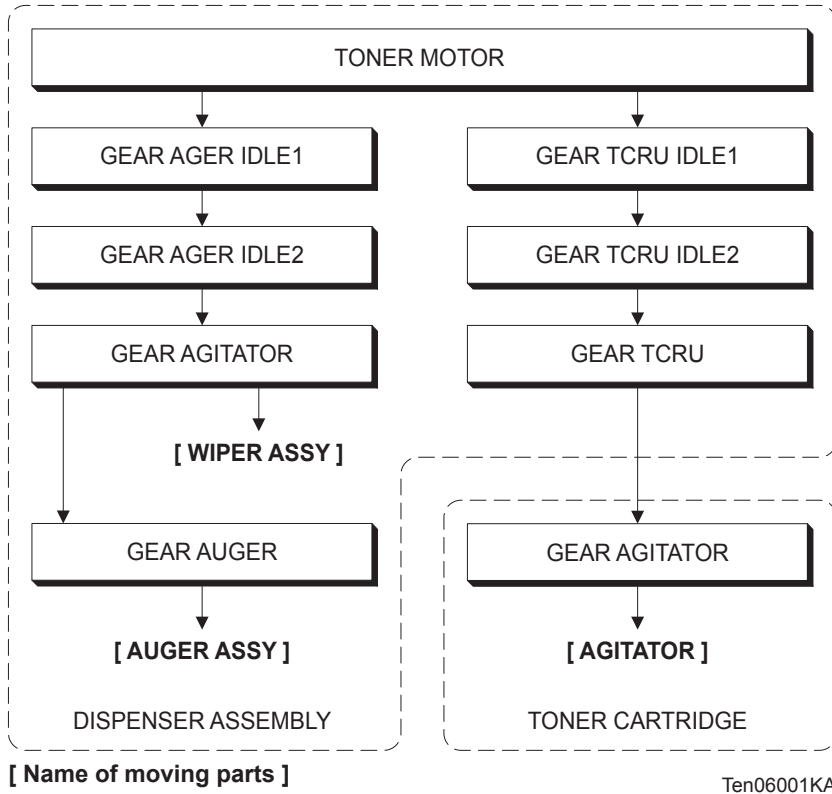 TONER MOTOR
GEAR AGER IDLE1
GEAR TCRU IDLE1
GEAR AGER IDLE2
GEAR TCRU IDLE2
GEAR AGITATOR
GEAR TCRU
[ WIPER ASSY ]
GEAR AUGER
GEAR AGITATOR
[ AUGER ASSY ]
[ AGITATOR ]
DISPENSER ASSEMBLY
TONER CARTRIDGE
[ Name of moving parts ]
Ten06001KA